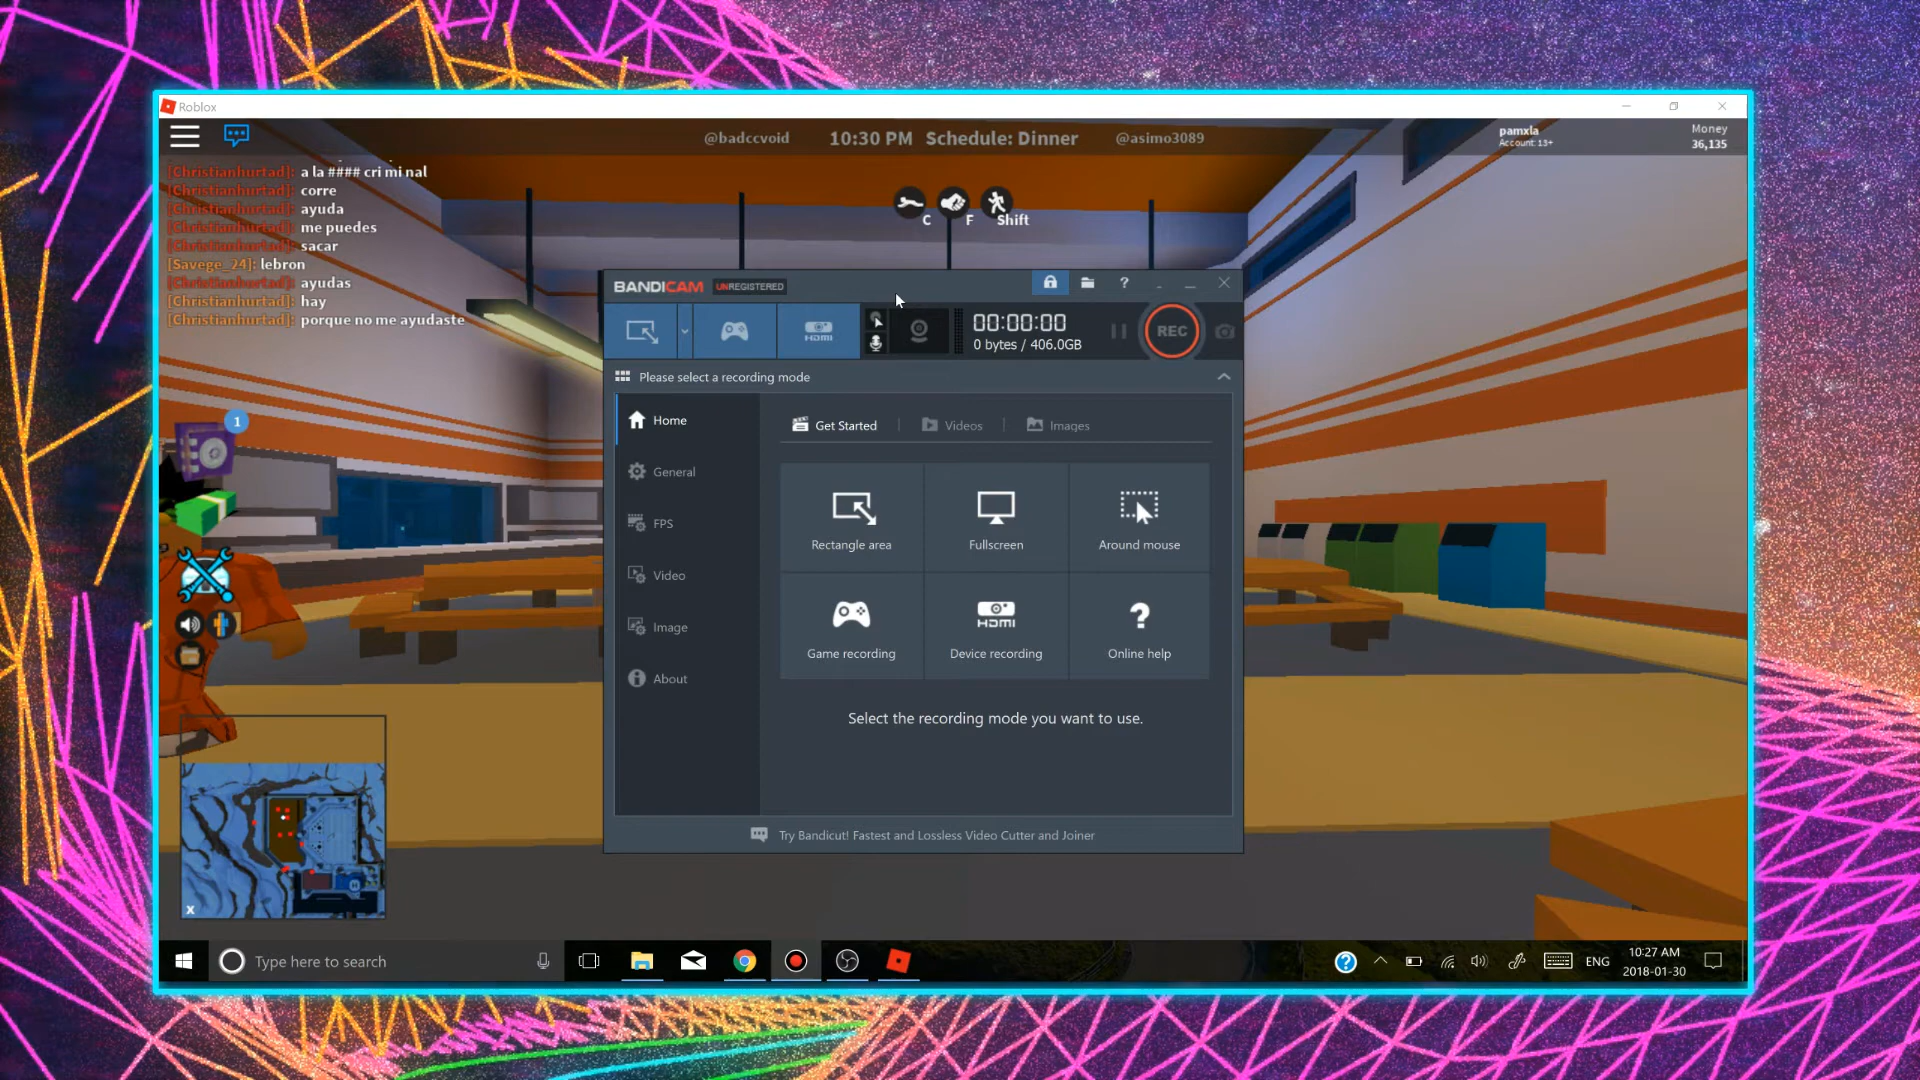 Roblox
@badccvoid 10:30 PM Schedule: Dinner @asimo3089
pamxla
Account: 13+
Money
36,135
[Christianhurtad]: a la #### cri mi nal
[Christianhurtad]: corre
[Christianhurtad]: ayuda
[Christianhurtad]: me puedes
[Christianhurtad]: sacar
[Savege_24]: lebron
[Christianhurtad]: ayudas
[Christianhurtad]: hay
[Christianhurtad]: porque no me ayudaste
C F Shift
1
BANDICAM UNREGISTERED ?
HDMI
00:00:00
0 bytes / 406.0GB
REC
Please select a recording mode
Home
General
FPS
Video
Image
About
Get Started | Videos | Images
Rectangle area
Fullscreen
Around mouse
HDMI
?
Game recording
Device recording
Online help
Select the recording mode you want to use.
Try Bandicut! Fastest and Lossless Video Cutter and Joiner
H
x
Type here to search
? ENG
10:27 AM
2018-01-30